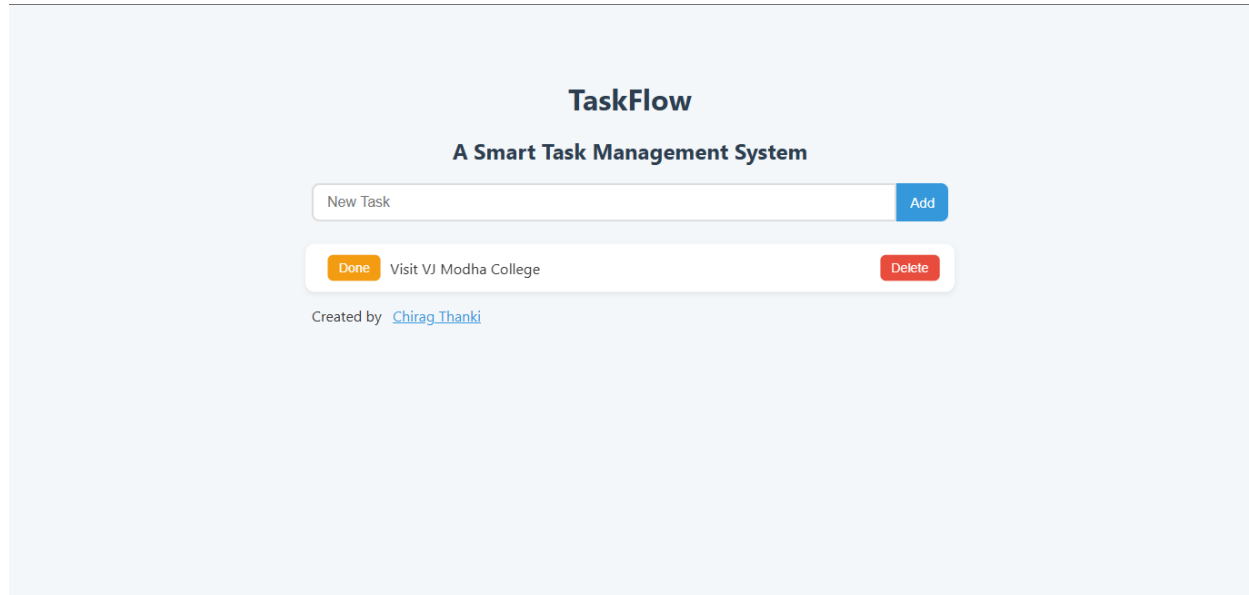 TaskFlow
A Smart Task Management System
New Task Add
Done Visit VJ Modha College Delete
Created by Chirag Thanki